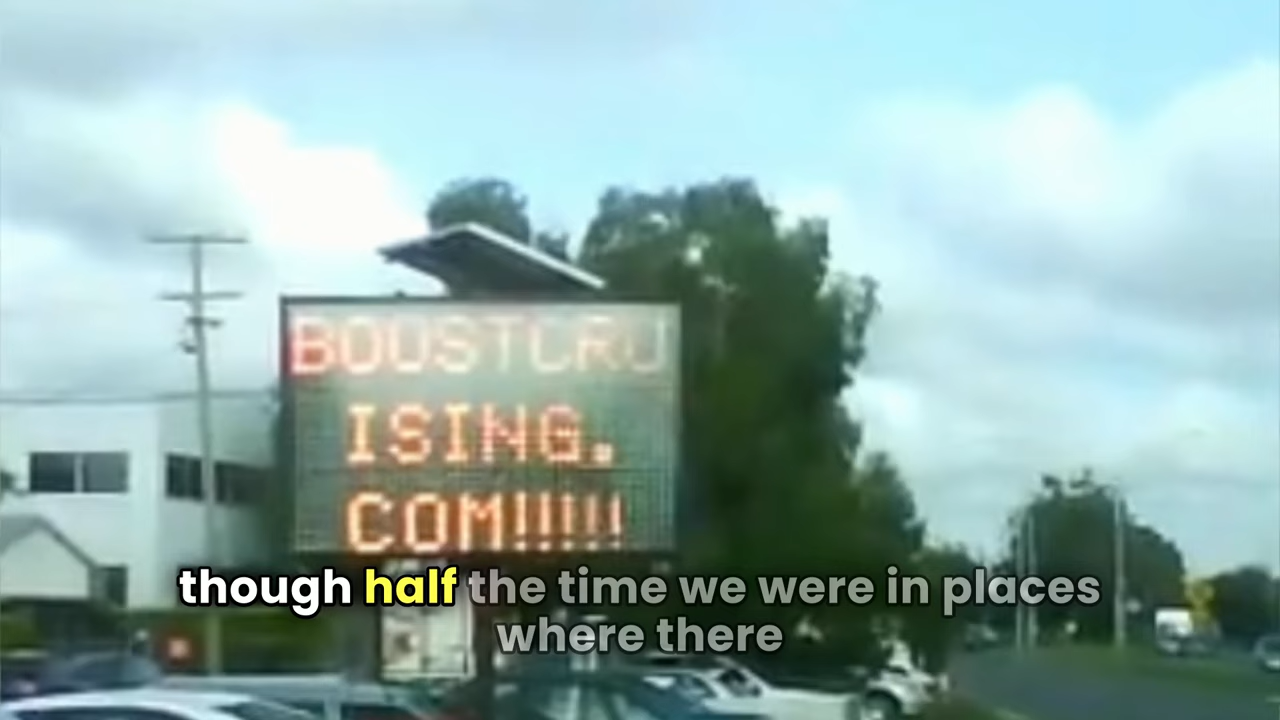 BOOSTCRU
ISING.
COM!!!!!
though half the time we were in places
where there